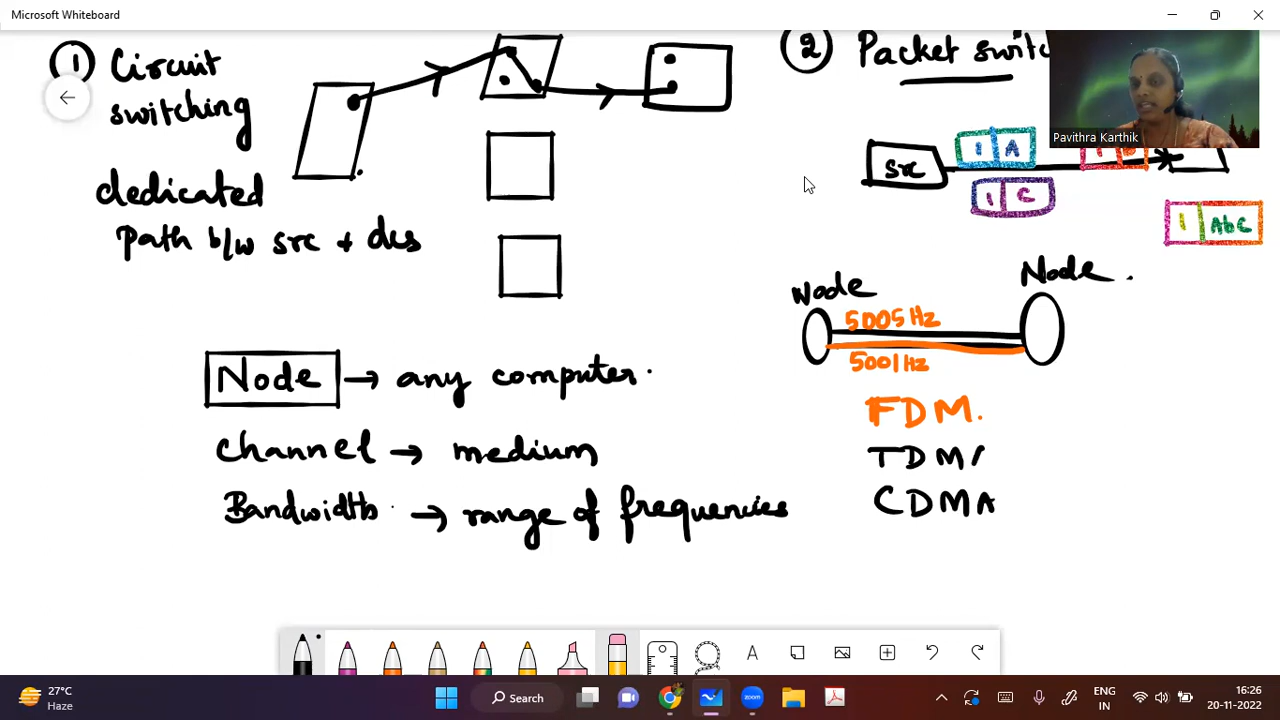 Microsoft Whiteboard
① Circuit
switching
dedicated
path b/w src + des
② Packet swit
Pavithra Karthik
src
1 A
1 C
1 AbC
Node
Node
5005 Hz
5001 Hz
FDM.
TDM
CDMA
Node → any computer.
channel → medium
Bandwidth → range of frequencies
27°C
Haze
Search
ENG
IN
16:26
20-11-2022